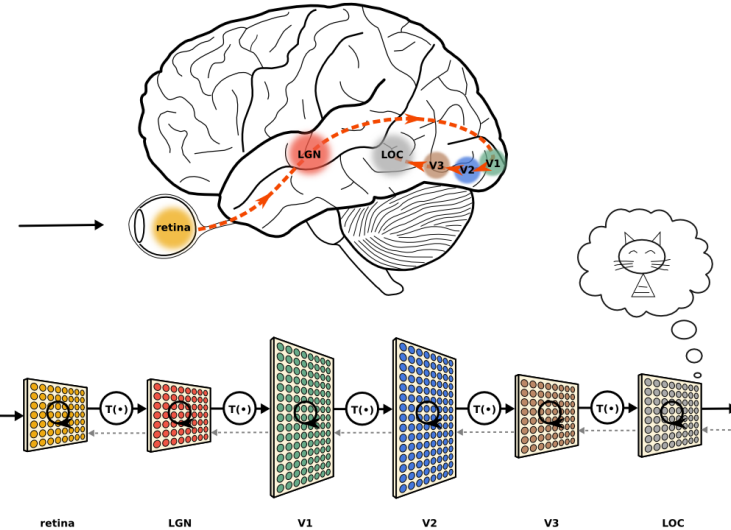 LGN
LOC
V3
V2
V1
retina
T(•)
T(•)
T(•)
T(•)
T(•)
retina
LGN
V1
V2
V3
LOC